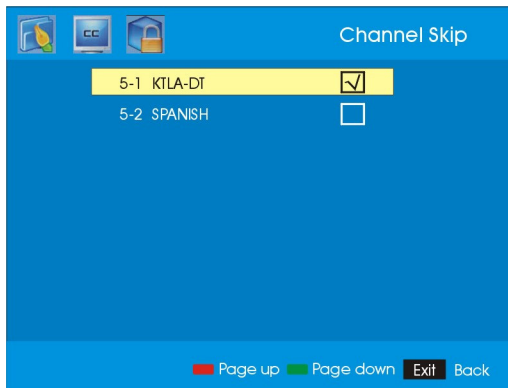 CC Channel Skip
5-1 KTLA-DT
5-2 SPANISH
Page up Page down Exit Back